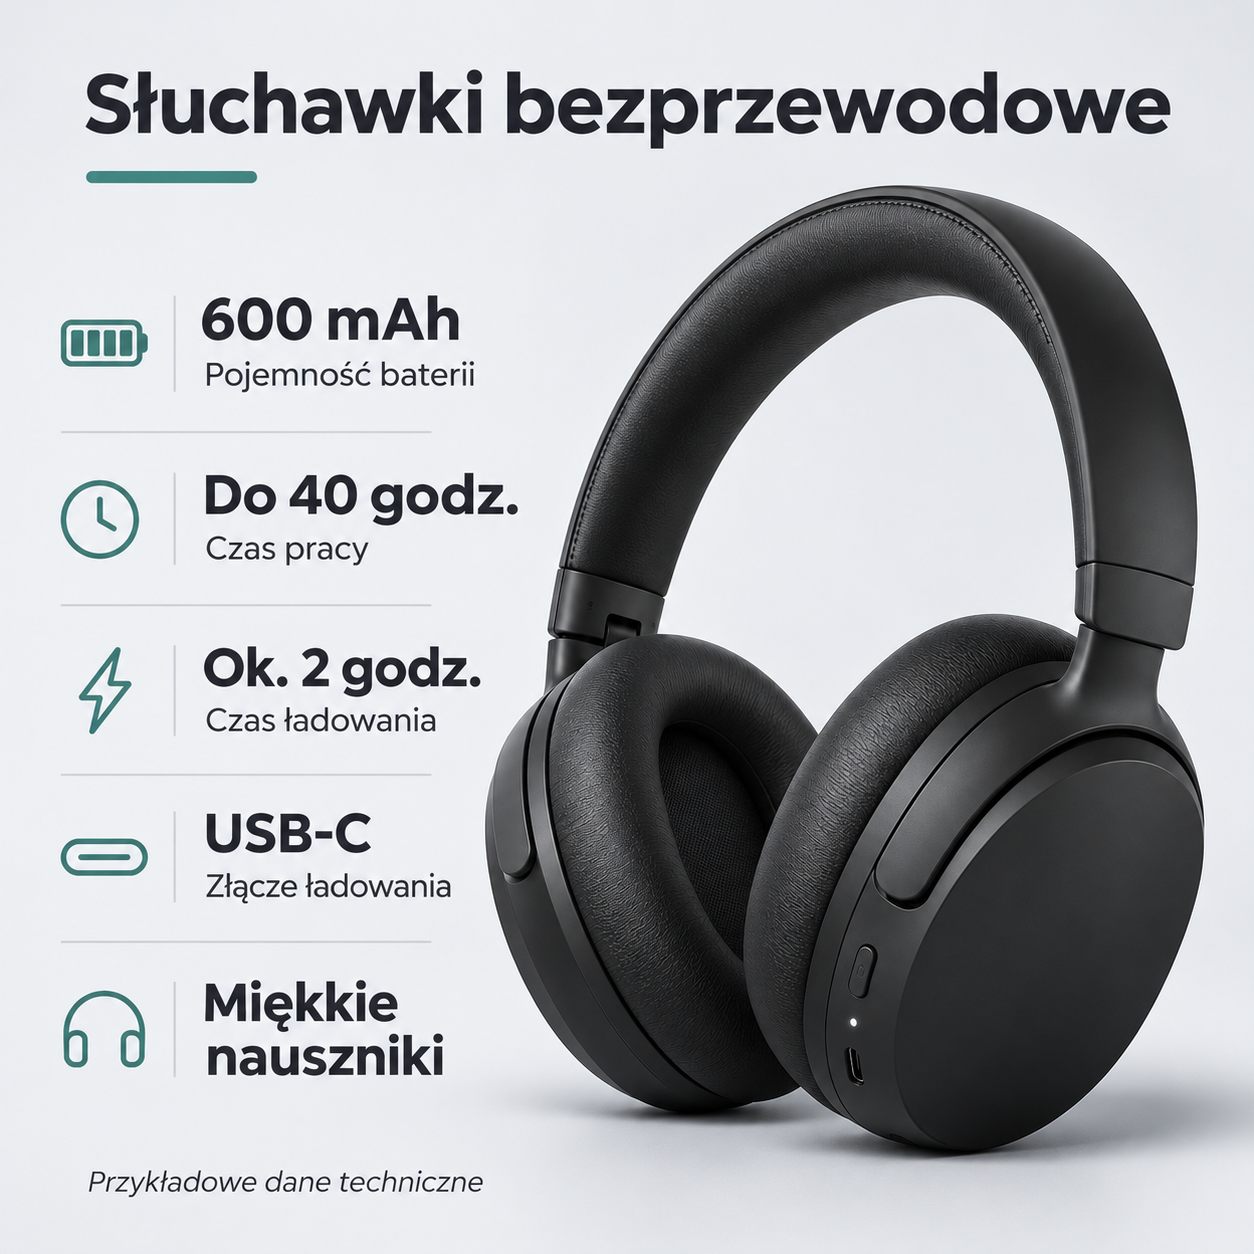 Słuchawki bezprzewodowe
600 mAh
Pojemność baterii
Do 40 godz.
Czas pracy
Ok. 2 godz.
Czas ładowania
USB-C
Złącze ładowania
Miękkie
nauszniki
Przykładowe dane techniczne